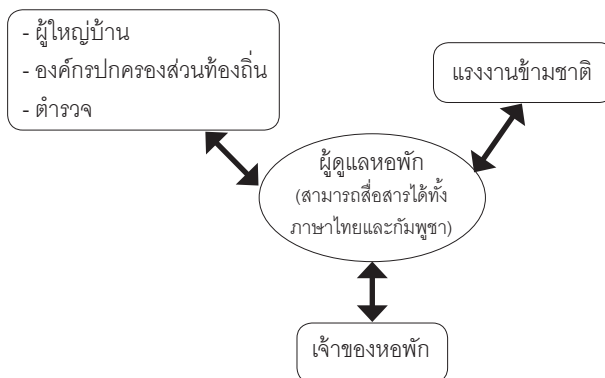 - ผู้ใหญ่บ้าน
- องค์กรปกครองส่วนท้องถิ่น
- ตำรวจ
แรงงานข้ามชาติ
ผู้ดูแลหอพัก
(สามารถสื่อสารได้ทั้ง
ภาษาไทยและกัมพูชา)
เจ้าของหอพัก